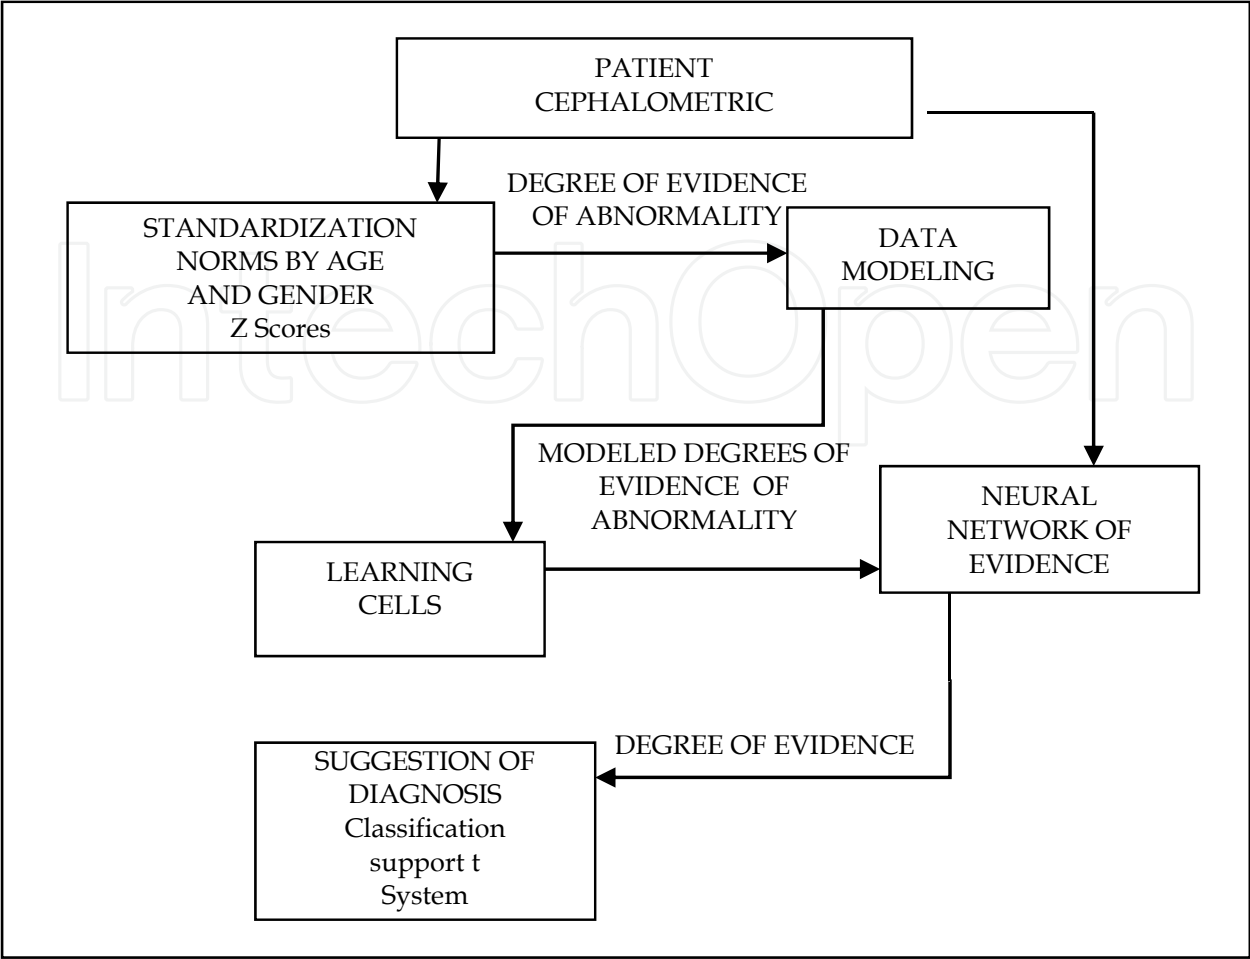 PATIENT
CEPHALOMETRIC
DEGREE OF EVIDENCE
OF ABNORMALITY
STANDARDIZATION
NORMS BY AGE
AND GENDER
Z Scores
DATA
MODELING
IntechOpen
MODELED DEGREES OF
EVIDENCE OF
ABNORMALITY
NEURAL
NETWORK OF
EVIDENCE
LEARNING
CELLS
DEGREE OF EVIDENCE
SUGGESTION OF
DIAGNOSIS
Classification
support t
System